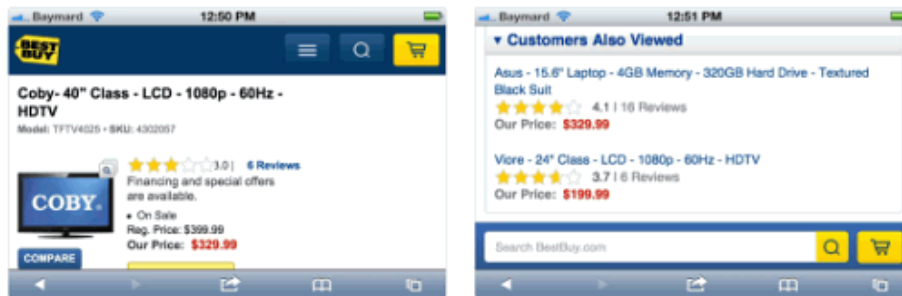 Baymard
12:50 PM
BEST
BUY
Coby- 40" Class - LCD - 1080p - 60Hz -
HDTV
Model: TFTV4025 • SKU: 4302057
3.0 | 6 Reviews
Financing and special offers
are available.
• On Sale
Reg. Price: $399.99
Our Price: $329.99
COBY.
COMPARE
Baymard
12:51 PM
Customers Also Viewed
Asus - 15.6" Laptop - 4GB Memory - 320GB Hard Drive - Textured
Black Suit
4.1 | 16 Reviews
Our Price: $329.99
Viore - 24" Class - LCD - 1080p - 60Hz - HDTV
3.7 | 6 Reviews
Our Price: $199.99
Search BestBuy.com